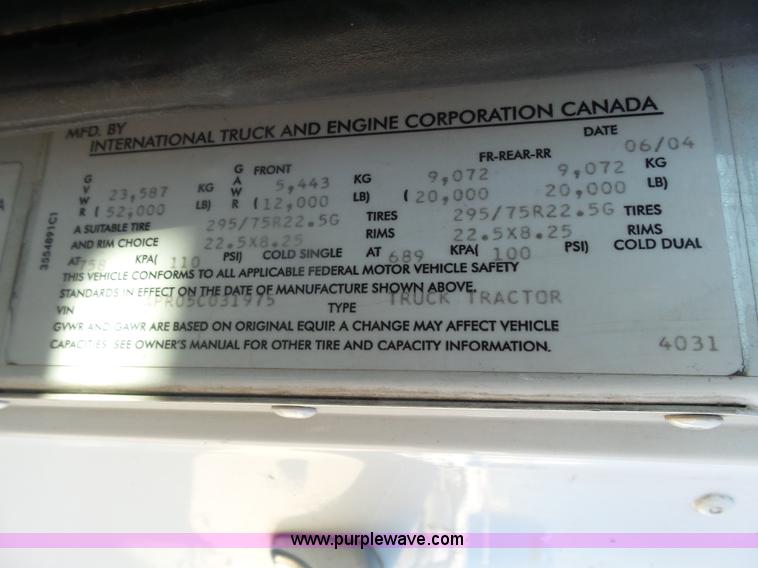 MFD. BY
INTERNATIONAL TRUCK AND ENGINE CORPORATION CANADA
DATE 06/04
GVWR 23,587 KG GAWR FRONT 5,443 KG FR-REAR-RR 9,072 9,072 KG
( 52,000 LB) ( 12,000 LB) ( 20,000 20,000 LB)
A SUITABLE TIRE 295/75R22.5G TIRES 295/75R22.5G TIRES
AND RIM CHOICE 22.5X8.25 RIMS 22.5X8.25 RIMS
AT 758 KPA( 110 PSI) COLD SINGLE AT 689 KPA( 100 PSI) COLD DUAL
THIS VEHICLE CONFORMS TO ALL APPLICABLE FEDERAL MOTOR VEHICLE SAFETY
STANDARDS IN EFFECT ON THE DATE OF MANUFACTURE SHOWN ABOVE.
VIN TYPE TRUCK TRACTOR
GVWR AND GAWR ARE BASED ON ORIGINAL EQUIP. A CHANGE MAY AFFECT VEHICLE
CAPACITIES. SEE OWNER'S MANUAL FOR OTHER TIRE AND CAPACITY INFORMATION.
4031
3554891C1
www.purplewave.com